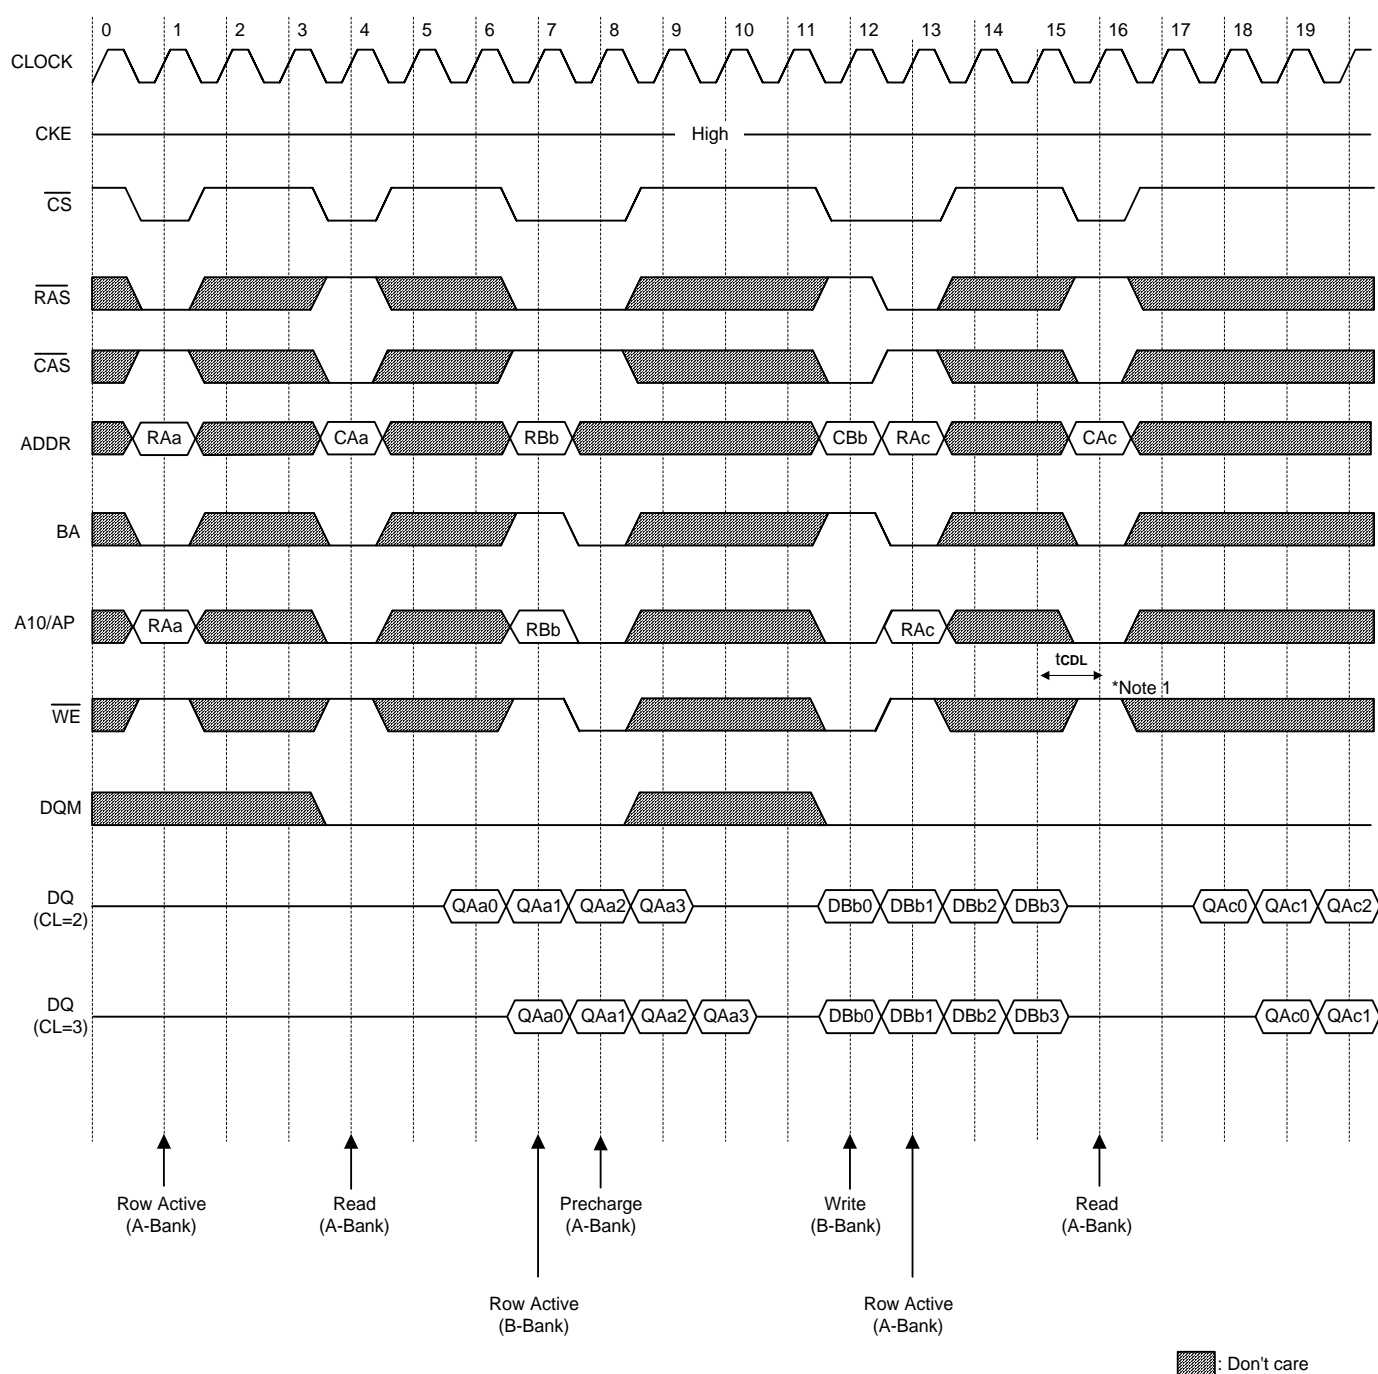 0 1 2 3 4 5 6 7 8 9 10 11 12 13 14 15 16 17 18 19
CLOCK
CKE High
CS
RAS
CAS
ADDR RAa CAa RBb CBb RAc CAc
BA
A10/AP RAa RBb RAc
tCDL
*Note 1
WE
DQM
DQ
(CL=2) QAa0 QAa1 QAa2 QAa3 DBb0 DBb1 DBb2 DBb3 QAc0 QAc1 QAc2
DQ
(CL=3) QAa0 QAa1 QAa2 QAa3 DBb0 DBb1 DBb2 DBb3 QAc0 QAc1
Row Active
(A-Bank)
Read
(A-Bank)
Precharge
(A-Bank)
Write
(B-Bank)
Read
(A-Bank)
Row Active
(B-Bank)
Row Active
(A-Bank)
: Don't care